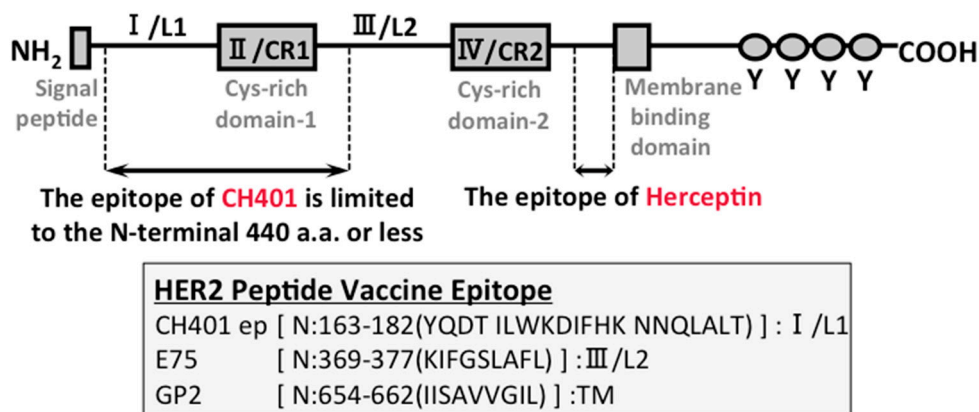 Ⅰ/L1 Ⅲ/L2
NH2 Ⅱ/CR1 Ⅳ/CR2 COOH
Signal peptide
Cys-rich domain-1
Cys-rich domain-2
Membrane binding domain
Y Y Y Y
The epitope of CH401 is limited
to the N-terminal 440 a.a. or less
The epitope of Herceptin
HER2 Peptide Vaccine Epitope
CH401 ep [ N:163-182(YQDT ILWKDIFHK NNQLALT) ] : Ⅰ/L1
E75 [ N:369-377(KIFGSLAFL) ] :Ⅲ/L2
GP2 [ N:654-662(IISAVVGIL) ] :TM